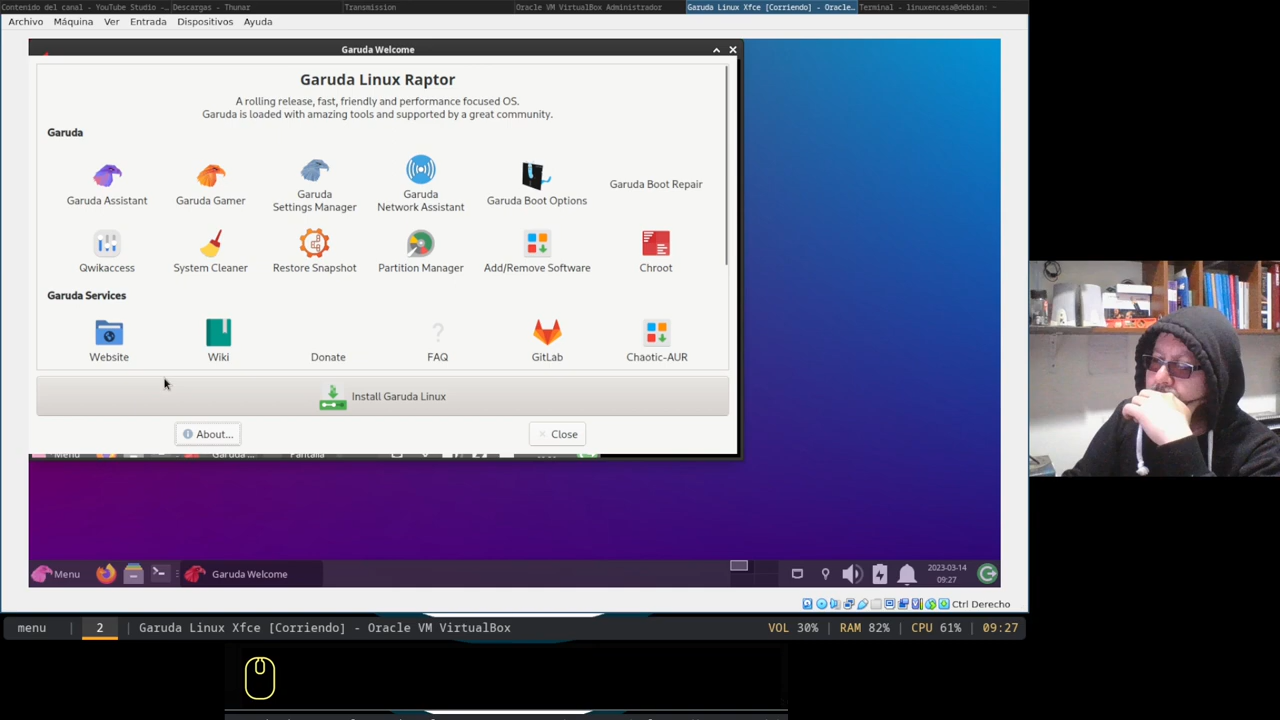 Contenido del canal - YouTube Studio -... Descargas - Thunar Transmission Oracle VM VirtualBox Administrador Garuda Linux Xfce [Corriendo] - Oracle... Terminal - linuxencasa@debian: ~
Archivo Máquina Ver Entrada Dispositivos Ayuda
Garuda Welcome
Garuda Linux Raptor
A rolling release, fast, friendly and performance focused OS.
Garuda is loaded with amazing tools and supported by a great community.
Garuda
Garuda Assistant
Garuda Gamer
Garuda
Settings Manager
Garuda
Network Assistant
Garuda Boot Options
Garuda Boot Repair
Qwikaccess
System Cleaner
Restore Snapshot
Partition Manager
Add/Remove Software
Chroot
Garuda Services
Website
Wiki
Donate
? FAQ
GitLab
Chaotic-AUR
Install Garuda Linux
About...
Close
Menu Garuda ... Pantalla
Menu Garuda Welcome
2023-03-14
09:27
Ctrl Derecho
menu | 2 | Garuda Linux Xfce [Corriendo] - Oracle VM VirtualBox VOL 30% | RAM 82% | CPU 61% | 09:27